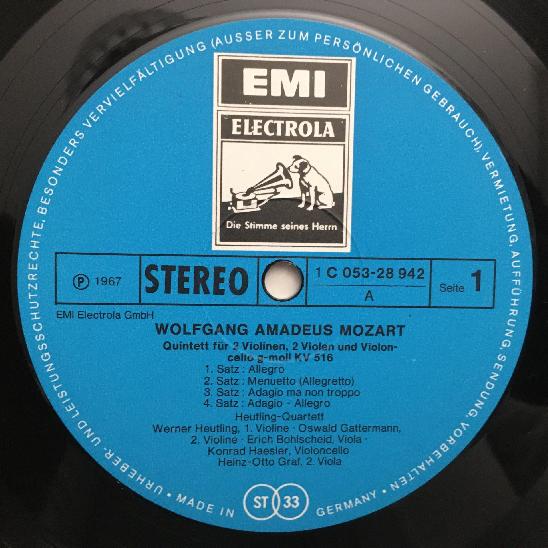 URHEBER- UND LEISTUNGSSCHUTZRECHTE, BESONDERS VERVIELFÄLTIGUNG (AUSSER ZUM PERSÖNLICHEN GEBRAUCH), VERMIETUNG, AUFFÜHRUNG, SENDUNG, VORBEHALTEN
EMI
ELECTROLA
Die Stimme seines Herrn
℗ 1967
STEREO
1 C 053-28 942
A
Seite 1
EMI Electrola GmbH
WOLFGANG AMADEUS MOZART
Quintett für 2 Violinen, 2 Violen und Violon-
cello g-moll KV 516
1. Satz: Allegro
2. Satz: Menuetto (Allegretto)
3. Satz: Adagio ma non troppo
4. Satz: Adagio - Allegro
Heutling-Quartett
Werner Heutling, 1. Violine · Oswald Gattermann,
2. Violine · Erich Bohlscheid, Viola ·
Konrad Haesler, Violoncello
Heinz-Otto Graf, 2. Viola
• MADE IN ST 33 GERMANY •